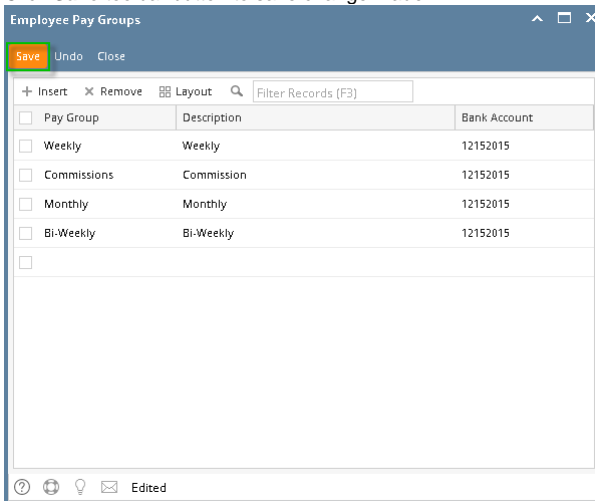 Employee Pay Groups
Save Undo Close
Insert Remove Layout Filter Records (F3)
Pay Group Description Bank Account
Weekly Weekly 12152015
Commissions Commission 12152015
Monthly Monthly 12152015
Bi-Weekly Bi-Weekly 12152015
Edited